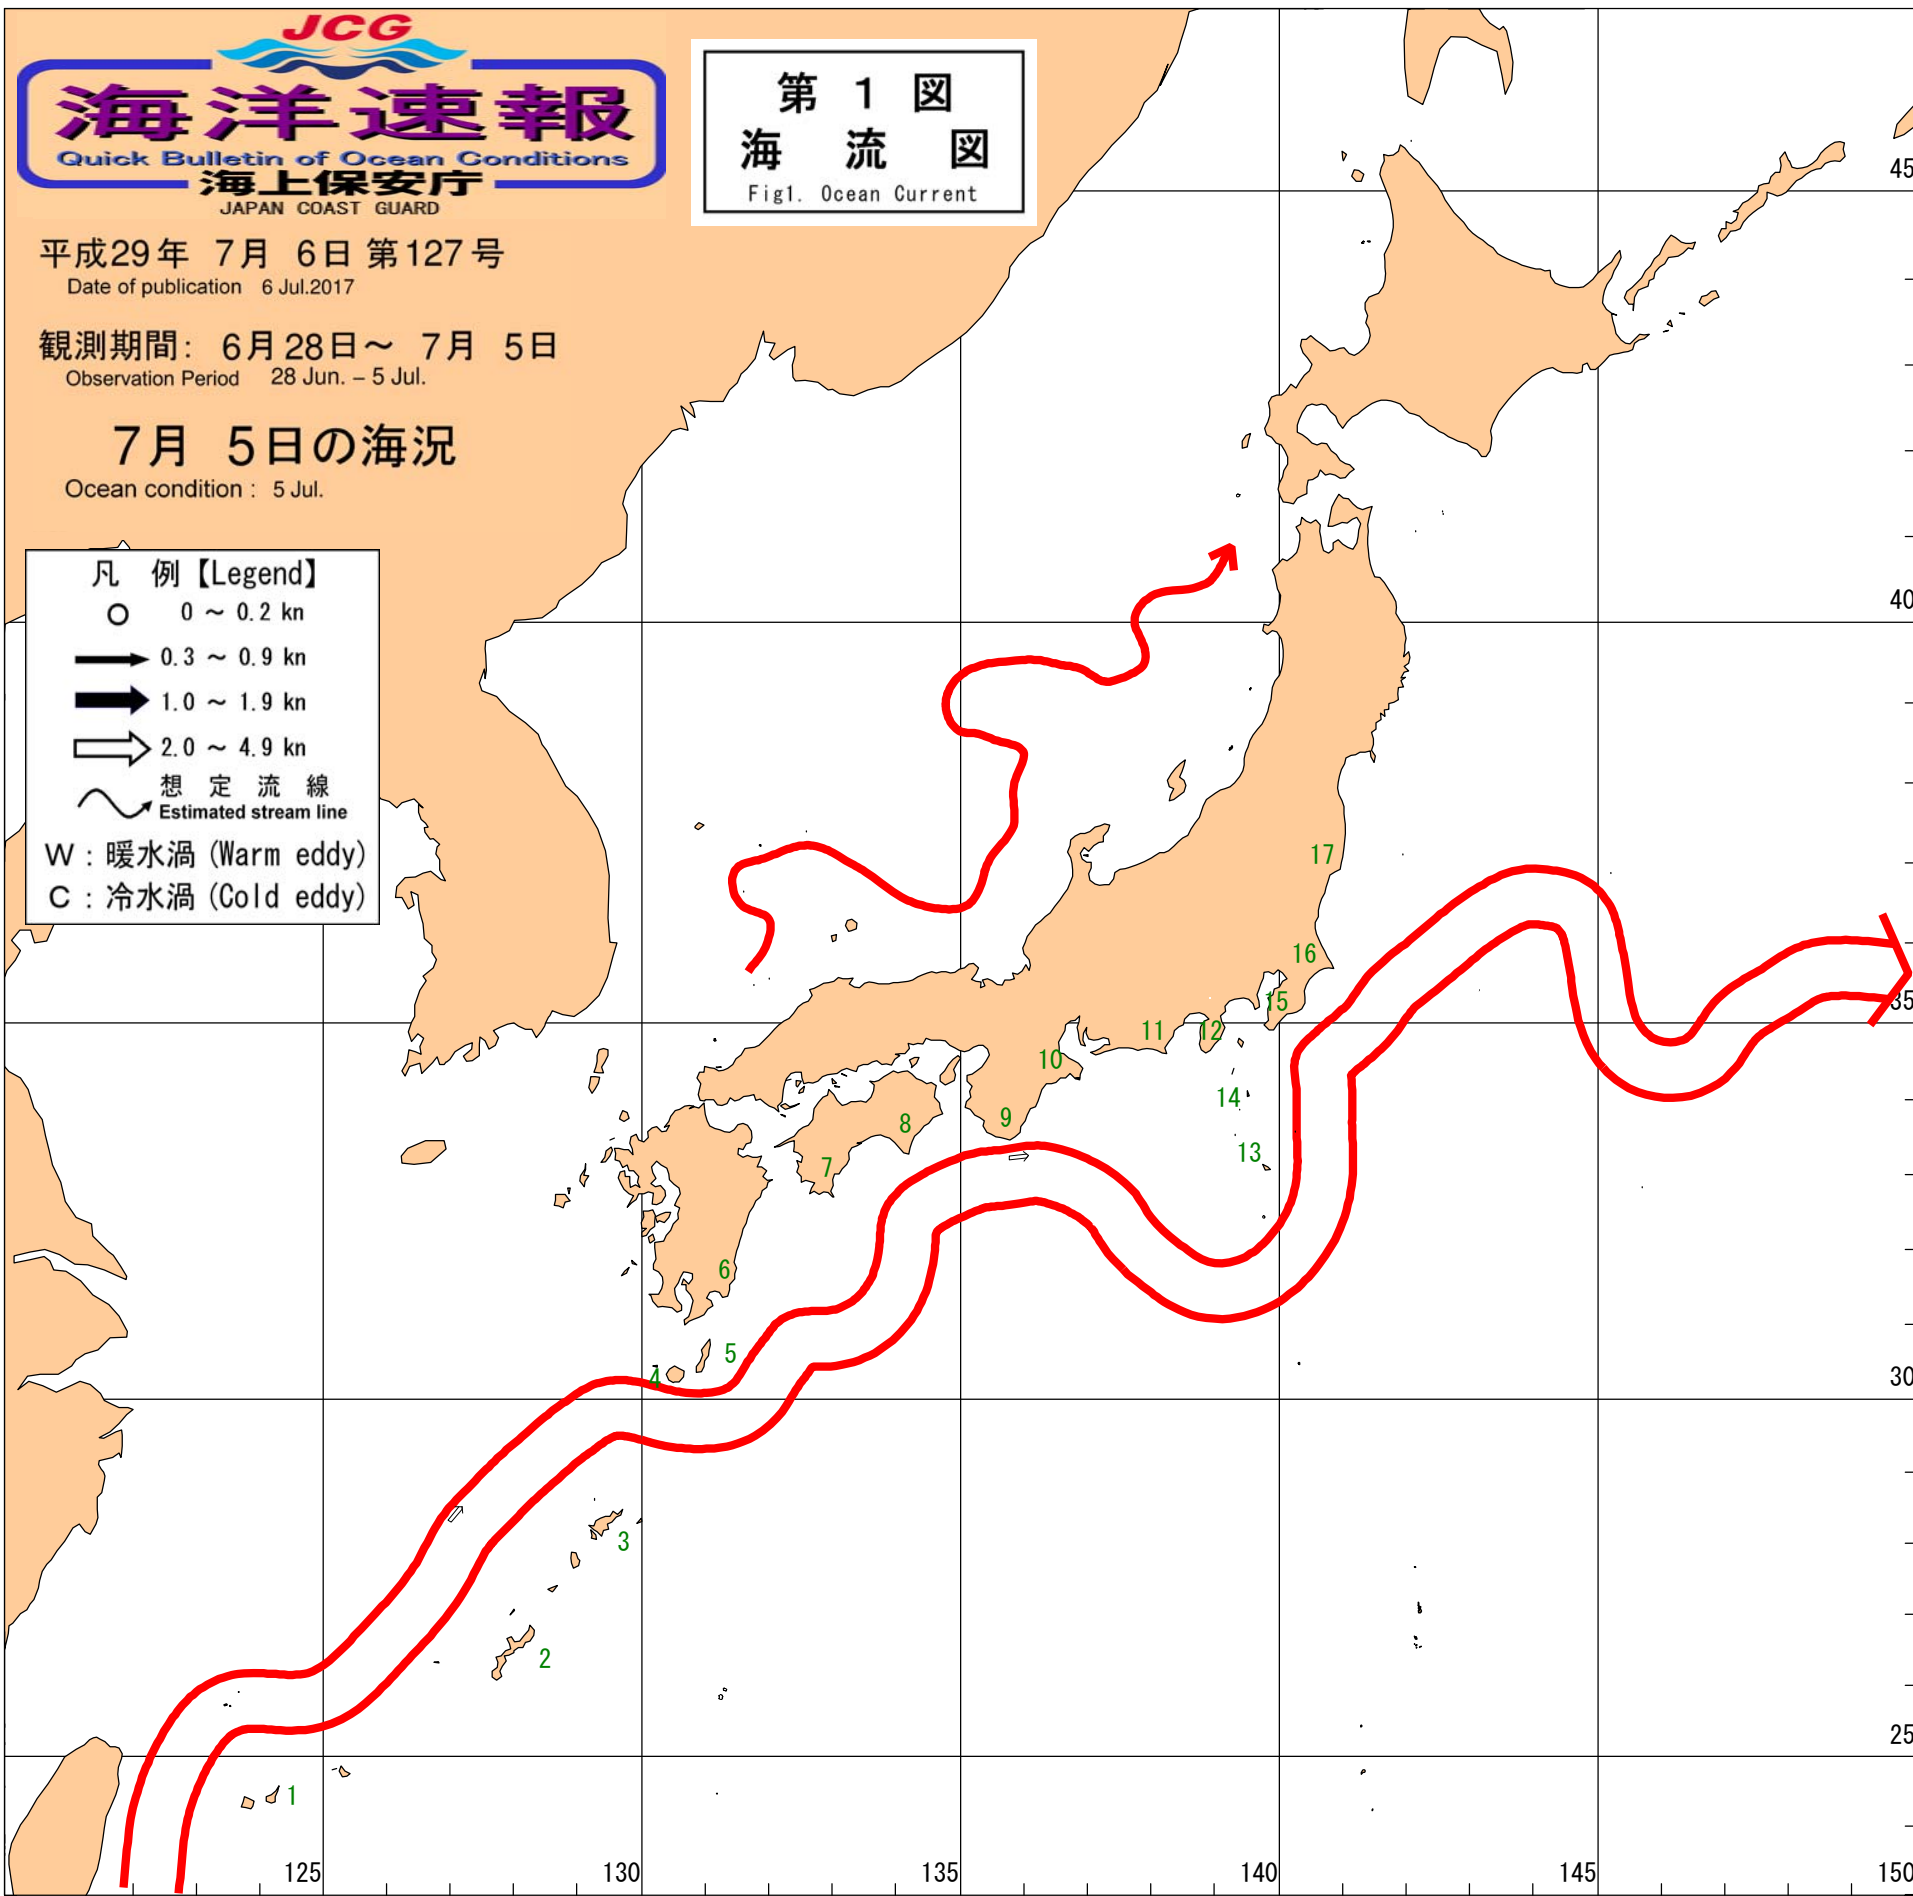 JCG
海洋速報
Quick Bulletin of Ocean Conditions
海上保安庁
JAPAN COAST GUARD
第 1 図
海 流 図
Fig1. Ocean Current
平成29年 7月 6日 第127号
Date of publication 6 Jul.2017
観測期間: 6月28日～ 7月 5日
Observation Period 28 Jun. – 5 Jul.
7月 5日の海況
Ocean condition : 5 Jul.
凡 例【Legend】
0 ～ 0.2 kn
0.3 ～ 0.9 kn
1.0 ～ 1.9 kn
2.0 ～ 4.9 kn
想 定 流 線
Estimated stream line
W : 暖水渦 (Warm eddy)
C : 冷水渦 (Cold eddy)
45
40
17
16
15
35
11
12
10
14
9
8
13
7
6
5
4
30
3
2
25
1
125
130
135
140
145
150